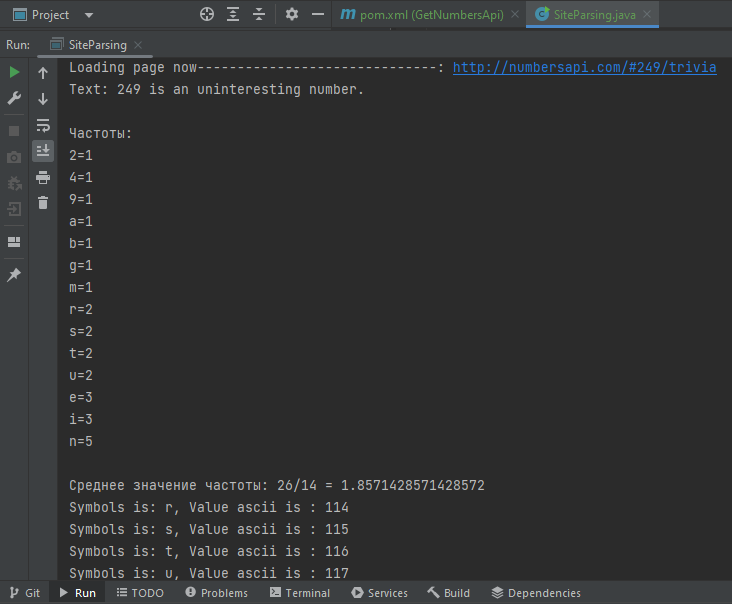 Project
pom.xml (GetNumbersApi)
SiteParsing.java
Run:
SiteParsing
Loading page now------------------------------: http://numbersapi.com/#249/trivia
Text: 249 is an uninteresting number.
Частоты:
2=1
4=1
9=1
a=1
b=1
g=1
m=1
r=2
s=2
t=2
u=2
e=3
i=3
n=5
Среднее значение частоты: 26/14 = 1.8571428571428572
Symbols is: r, Value ascii is : 114
Symbols is: s, Value ascii is : 115
Symbols is: t, Value ascii is : 116
Symbols is: u, Value ascii is : 117
Git Run TODO Problems Terminal Services Build Dependencies